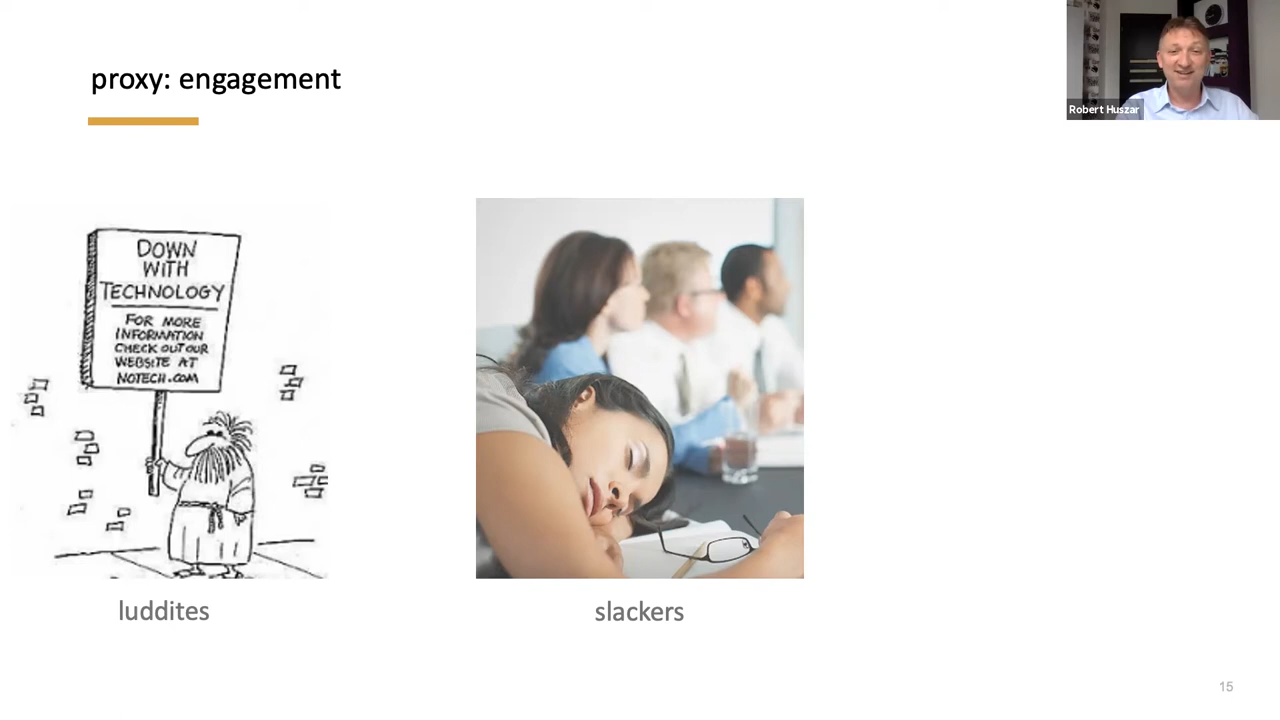 proxy: engagement
Robert Huszar
DOWN
WITH
TECHNOLOGY
FOR MORE
INFORMATION
CHECK OUT OUR
WEBSITE AT
NOTECH.COM
luddites
slackers
15